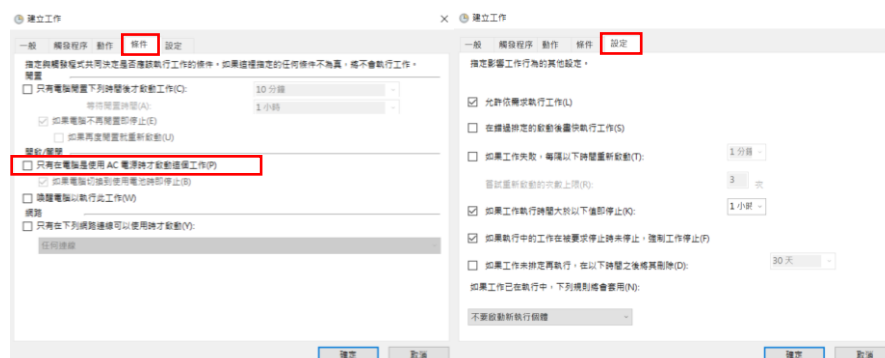 建立工作
一般 觸發程序 動作 條件 設定
指定與觸發程式共同決定是否應該執行工作的條件。如果這裡指定的任何條件不為真，將不會執行工作。
閒置
只有電腦閒置下列時間後才啟動工作(C): 10 分鐘
等待閒置時間(A): 1 小時
如果電腦不再閒置即停止(E)
如果再度閒置就重新啟動(U)
開啟/關閉
只有在電腦是使用 AC 電源時才啟動這個工作(P)
如果電腦切換到使用電池時即停止(B)
喚醒電腦以執行此工作(W)
網路
只有在下列網路連線可以使用時才啟動(Y):
任何連線
確定 取消
建立工作
一般 觸發程序 動作 條件 設定
指定影響工作行為的其他設定。
允許依需求執行工作(L)
在錯過排定的啟動後盡快執行工作(S)
如果工作失敗，每隔以下時間重新啟動(T): 1 分鐘
嘗試重新啟動的次數上限(R): 3 次
如果工作執行時間大於以下值即停止(K): 1 小時
如果執行中的工作在被要求停止時未停止，強制工作停止(F)
如果工作未排定再執行，在以下時間之後將其刪除(D): 30 天
如果工作已在執行中，下列規則將會套用(N):
不要啟動新執行個體
確定 取消